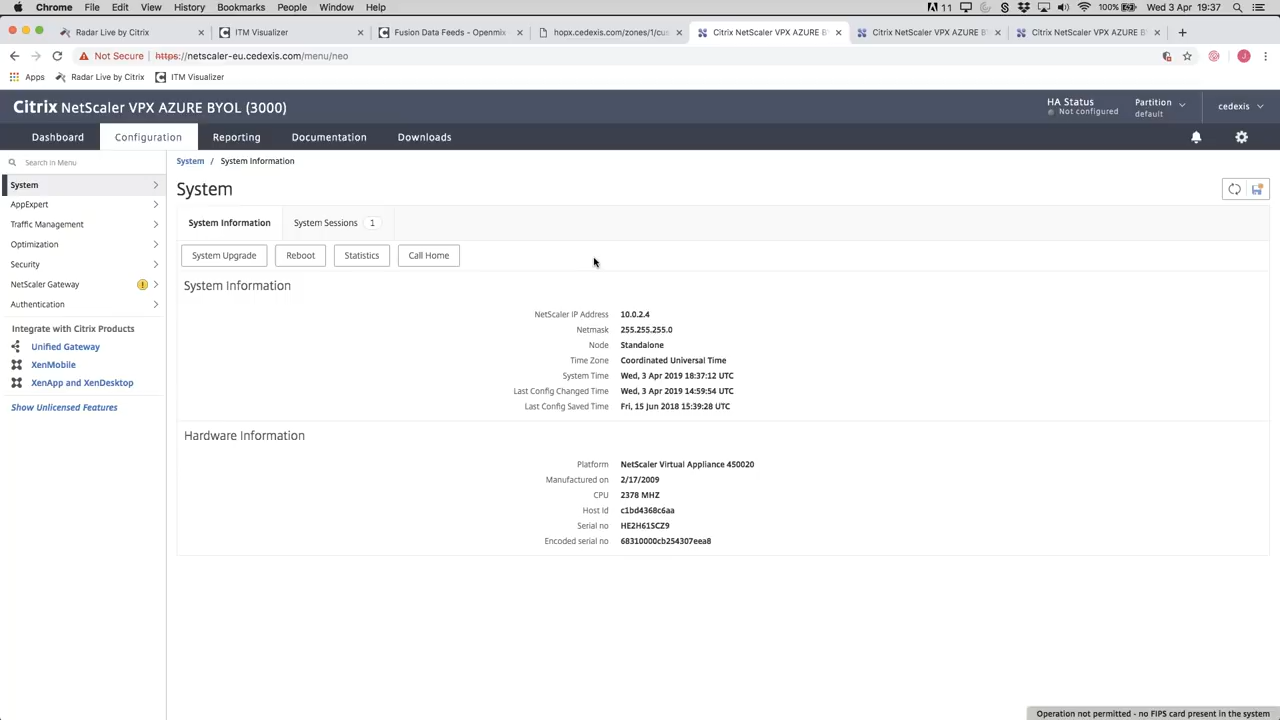 Chrome File Edit View History Bookmarks People Window Help 11 100% Wed 3 Apr 19:37
Radar Live by Citrix ITM Visualizer Fusion Data Feeds - Openmix hopx.cedexis.com/zones/1/cus Citrix NetScaler VPX AZURE B Citrix NetScaler VPX AZURE BY Citrix NetScaler VPX AZURE B
Not Secure https://netscaler-eu.cedexis.com/menu/neo J
Apps Radar Live by Citrix ITM Visualizer
Citrix NetScaler VPX AZURE BYOL (3000)
HA Status
Not configured
Partition
default
cedexis
Dashboard Configuration Reporting Documentation Downloads
Search in Menu
System
AppExpert
Traffic Management
Optimization
Security
NetScaler Gateway
Authentication
Integrate with Citrix Products
Unified Gateway
XenMobile
XenApp and XenDesktop
Show Unlicensed Features
System / System Information
System
System Information System Sessions 1
System Upgrade Reboot Statistics Call Home
System Information
NetScaler IP Address 10.0.2.4
Netmask 255.255.255.0
Node Standalone
Time Zone Coordinated Universal Time
System Time Wed, 3 Apr 2019 18:37:12 UTC
Last Config Changed Time Wed, 3 Apr 2019 14:59:54 UTC
Last Config Saved Time Fri, 15 Jun 2018 15:39:28 UTC
Hardware Information
Platform NetScaler Virtual Appliance 450020
Manufactured on 2/17/2009
CPU 2378 MHZ
Host Id c1bd4368c6aa
Serial no HE2H61SCZ9
Encoded serial no 68310000cb254307eea8
Operation not permitted - no FIPS card present in the system